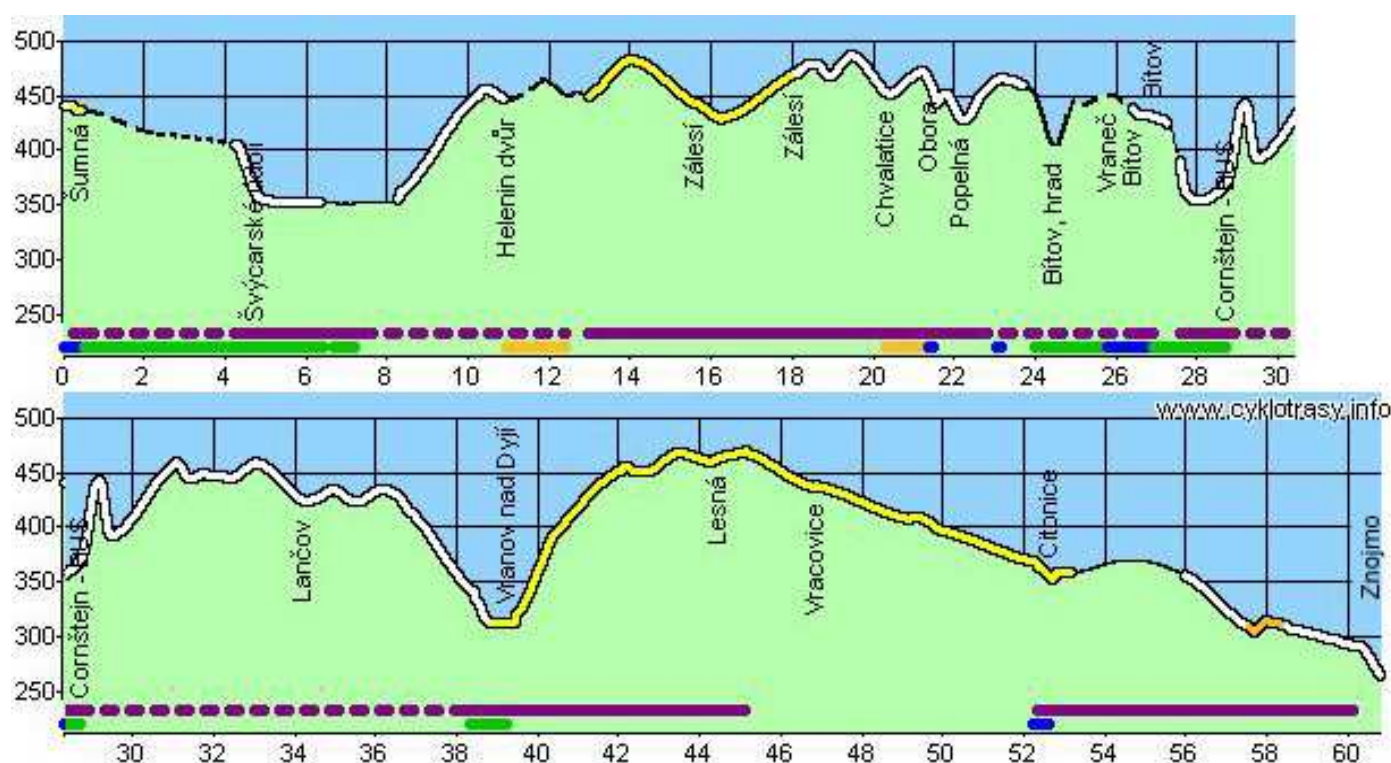 500
450
400
350
300
250
Šumná
Švýcarské údolí
Helenin dvůr
Zálesí
Zálesí
Chvalatice
Obora
Popelná
Bítov, hrad
Vraneč
Bítov
Bítov
Cornštejn - BUS
0 2 4 6 8 10 12 14 16 18 20 22 24 26 28 30
www.cyklotrasy.info
500
450
400
350
300
250
Cornštejn - BUS
Lančov
Vranov nad Dyjí
Lesná
Vracovice
Citonice
Znojmo
30 32 34 36 38 40 42 44 46 48 50 52 54 56 58 60